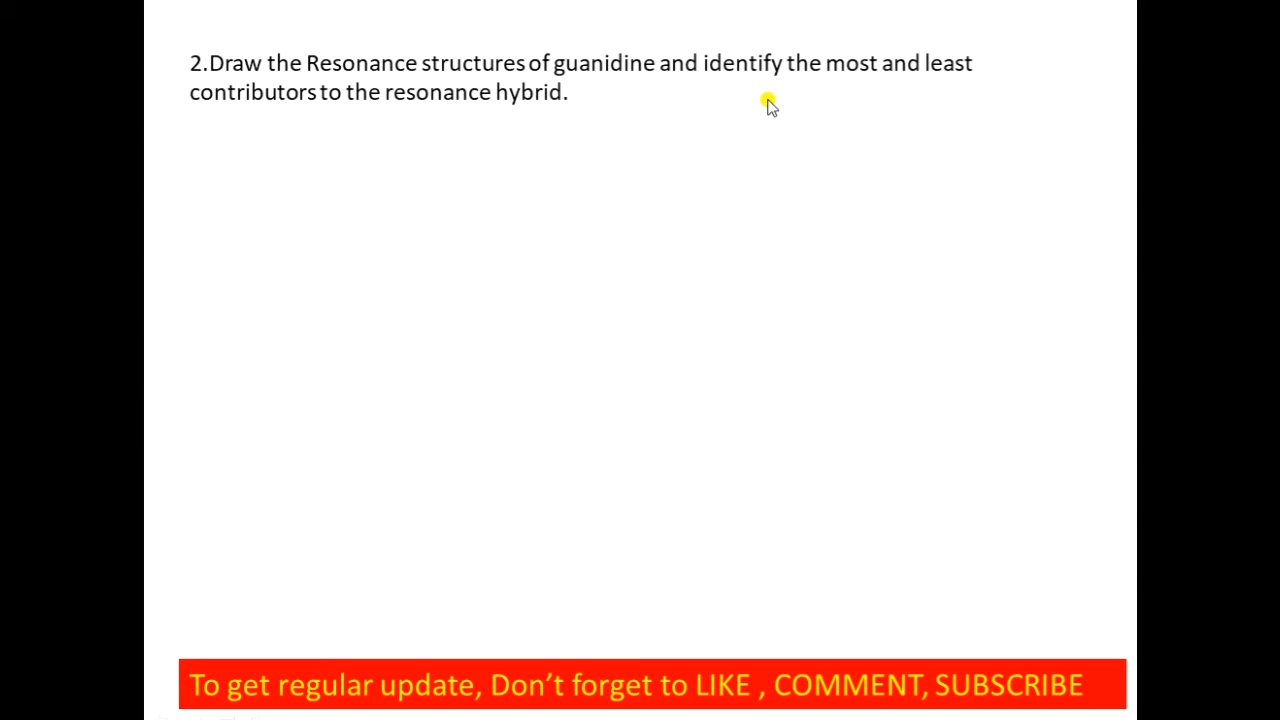 2.Draw the Resonance structures of guanidine and identify the most and least
contributors to the resonance hybrid.
To get regular update, Don’t forget to LIKE , COMMENT, SUBSCRIBE